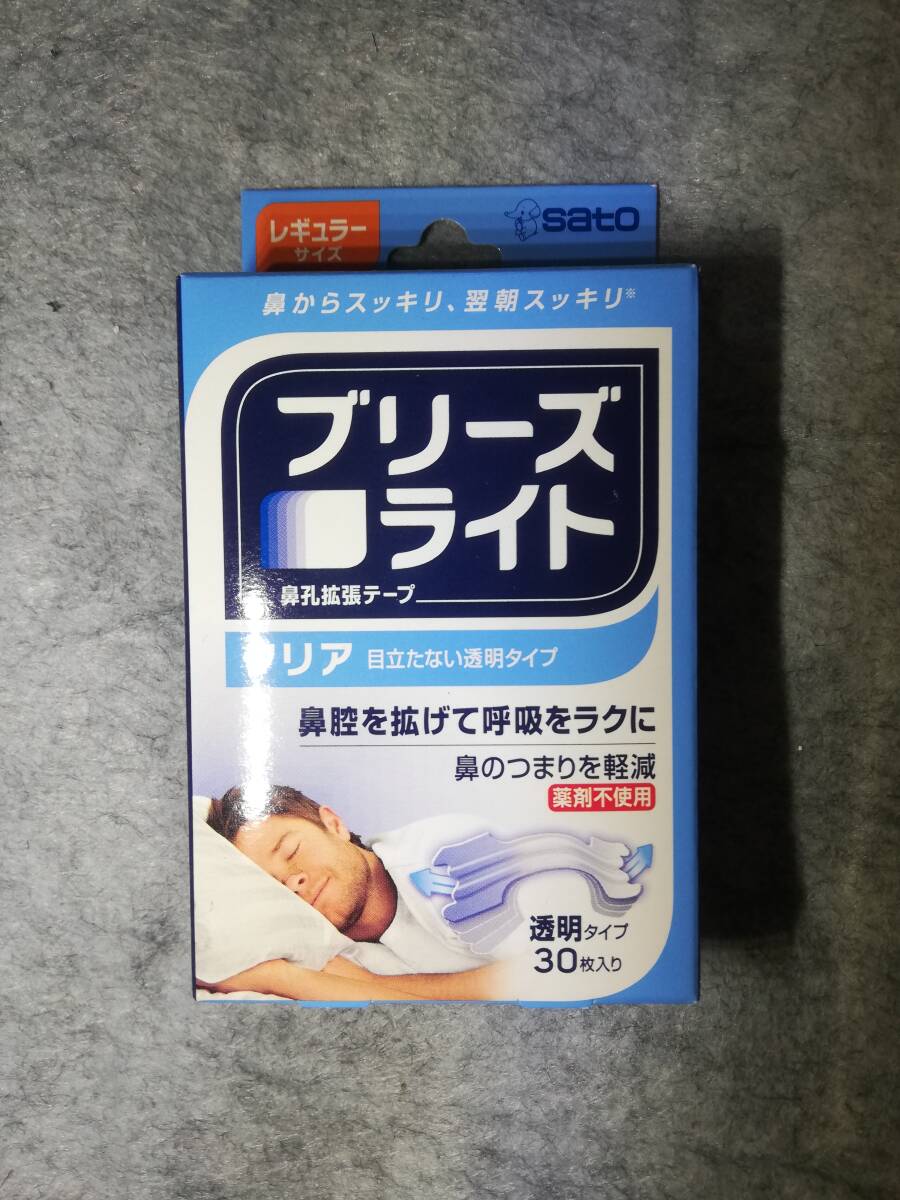 レギュラー
サイズ
sato
鼻からスッキリ、翌朝スッキリ※
ブリーズ
ライト
鼻孔拡張テープ
クリア 目立たない透明タイプ
鼻腔を拡げて呼吸をラクに
鼻のつまりを軽減
薬剤不使用
透明タイプ
30枚入り